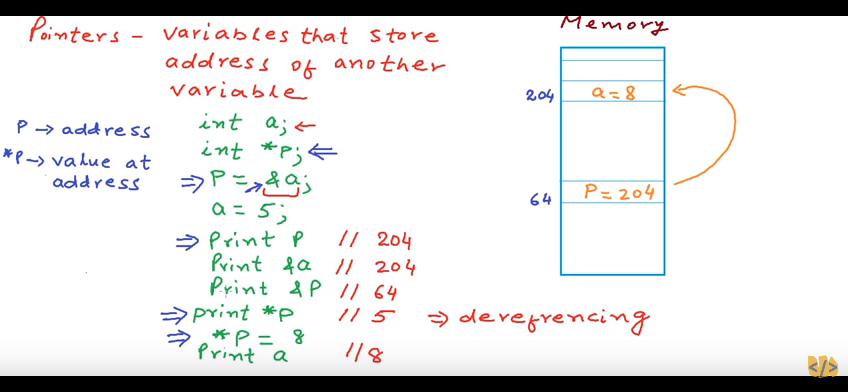 Pointers - variables that store
address of another
variable
P → address
*P → value at
address
int a; ←
int *P; ⇐
⇒ P = &a;
a = 5;
⇒ Print P // 204
Print &a // 204
Print &P // 64
⇒ print *P // 5 ⇒ derefrencing
⇒ *P = 8
Print a //8
Memory
204 a = 8
64 P = 204
</>